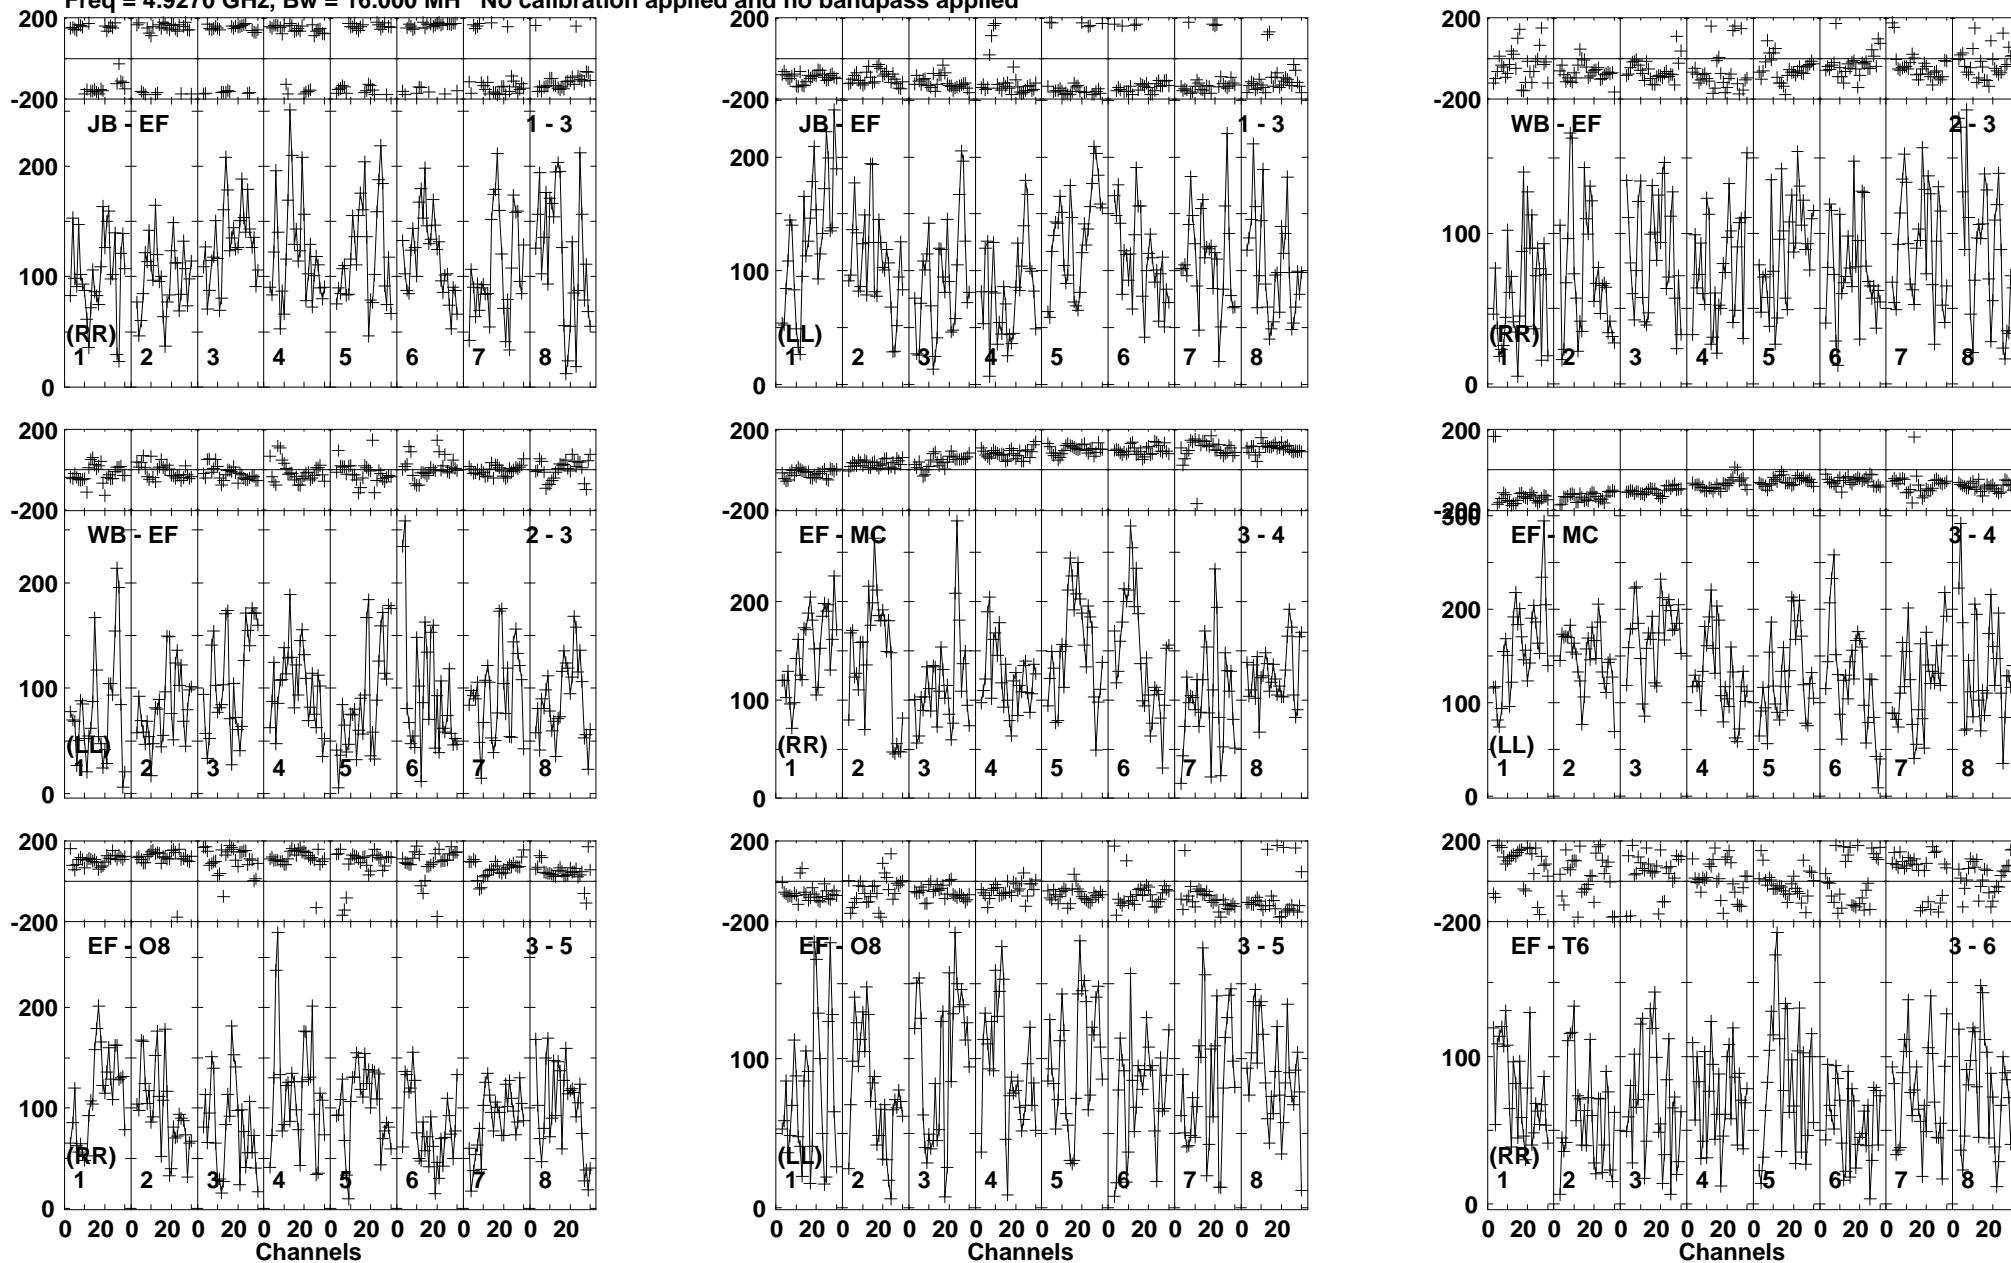 Freq = 4.9270 GHz, Bw = 16.000 MH No calibration applied and no bandpass applied
200
-200
JB - EF 1 - 3
200
100
0
(RR)
1 2 3 4 5 6 7 8
200
-200
JB - EF 1 - 3
200
100
0
(LL)
1 2 3 4 5 6 7 8
200
-200
WB - EF 2 - 3
100
0
(RR)
1 2 3 4 5 6 7 8
200
-200
WB - EF 2 - 3
200
100
0
(LL)
1 2 3 4 5 6 7 8
200
-200
EF - MC 3 - 4
200
100
0
(RR)
1 2 3 4 5 6 7 8
200
-200
300
EF - MC 3 - 4
200
100
0
(LL)
1 2 3 4 5 6 7 8
200
-200
EF - O8 3 - 5
200
100
0
(RR)
1 2 3 4 5 6 7 8
0 20 0 20 0 20 0 20 0 20 0 20 0 20 0 20
Channels
200
-200
EF - O8 3 - 5
100
0
(LL)
1 2 3 4 5 6 7 8
0 20 0 20 0 20 0 20 0 20 0 20 0 20 0 20
200
-200
EF - T6 3 - 6
100
0
(RR)
1 2 3 4 5 6 7 8
0 20 0 20 0 20 0 20 0 20 0 20 0 20 0 20
Channels